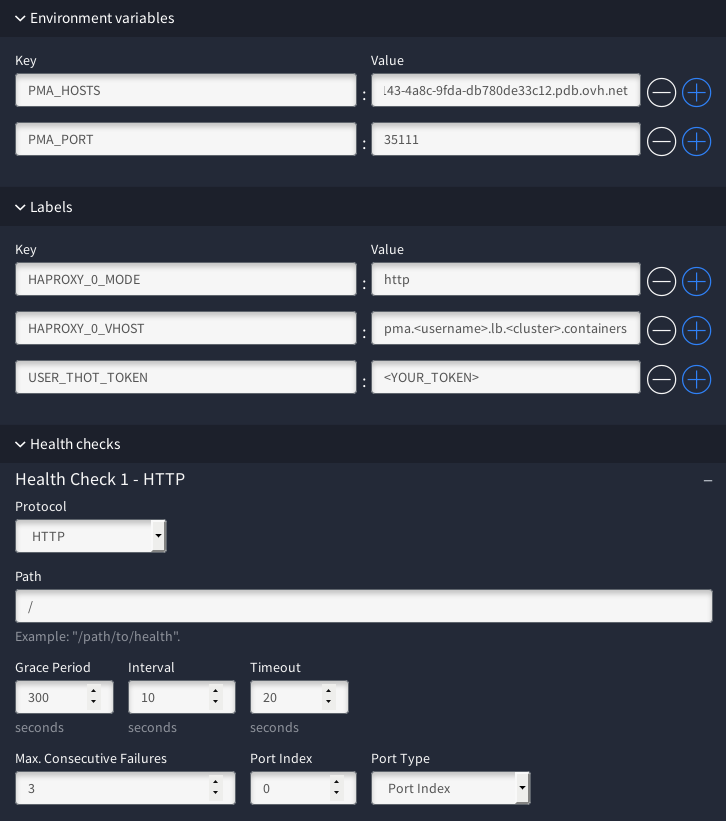 Environment variables
Key Value
PMA_HOSTS : 43-4a8c-9fda-db780de33c12.pdb.ovh.net
PMA_PORT : 35111
Labels
Key Value
HAPROXY_0_MODE : http
HAPROXY_0_VHOST : pma.<username>.lb.<cluster>.containers
USER_THOT_TOKEN : <YOUR_TOKEN>
Health checks
Health Check 1 - HTTP
Protocol
HTTP
Path
/
Example: "/path/to/health".
Grace Period Interval Timeout
300 10 20
seconds seconds seconds
Max. Consecutive Failures Port Index Port Type
3 0 Port Index